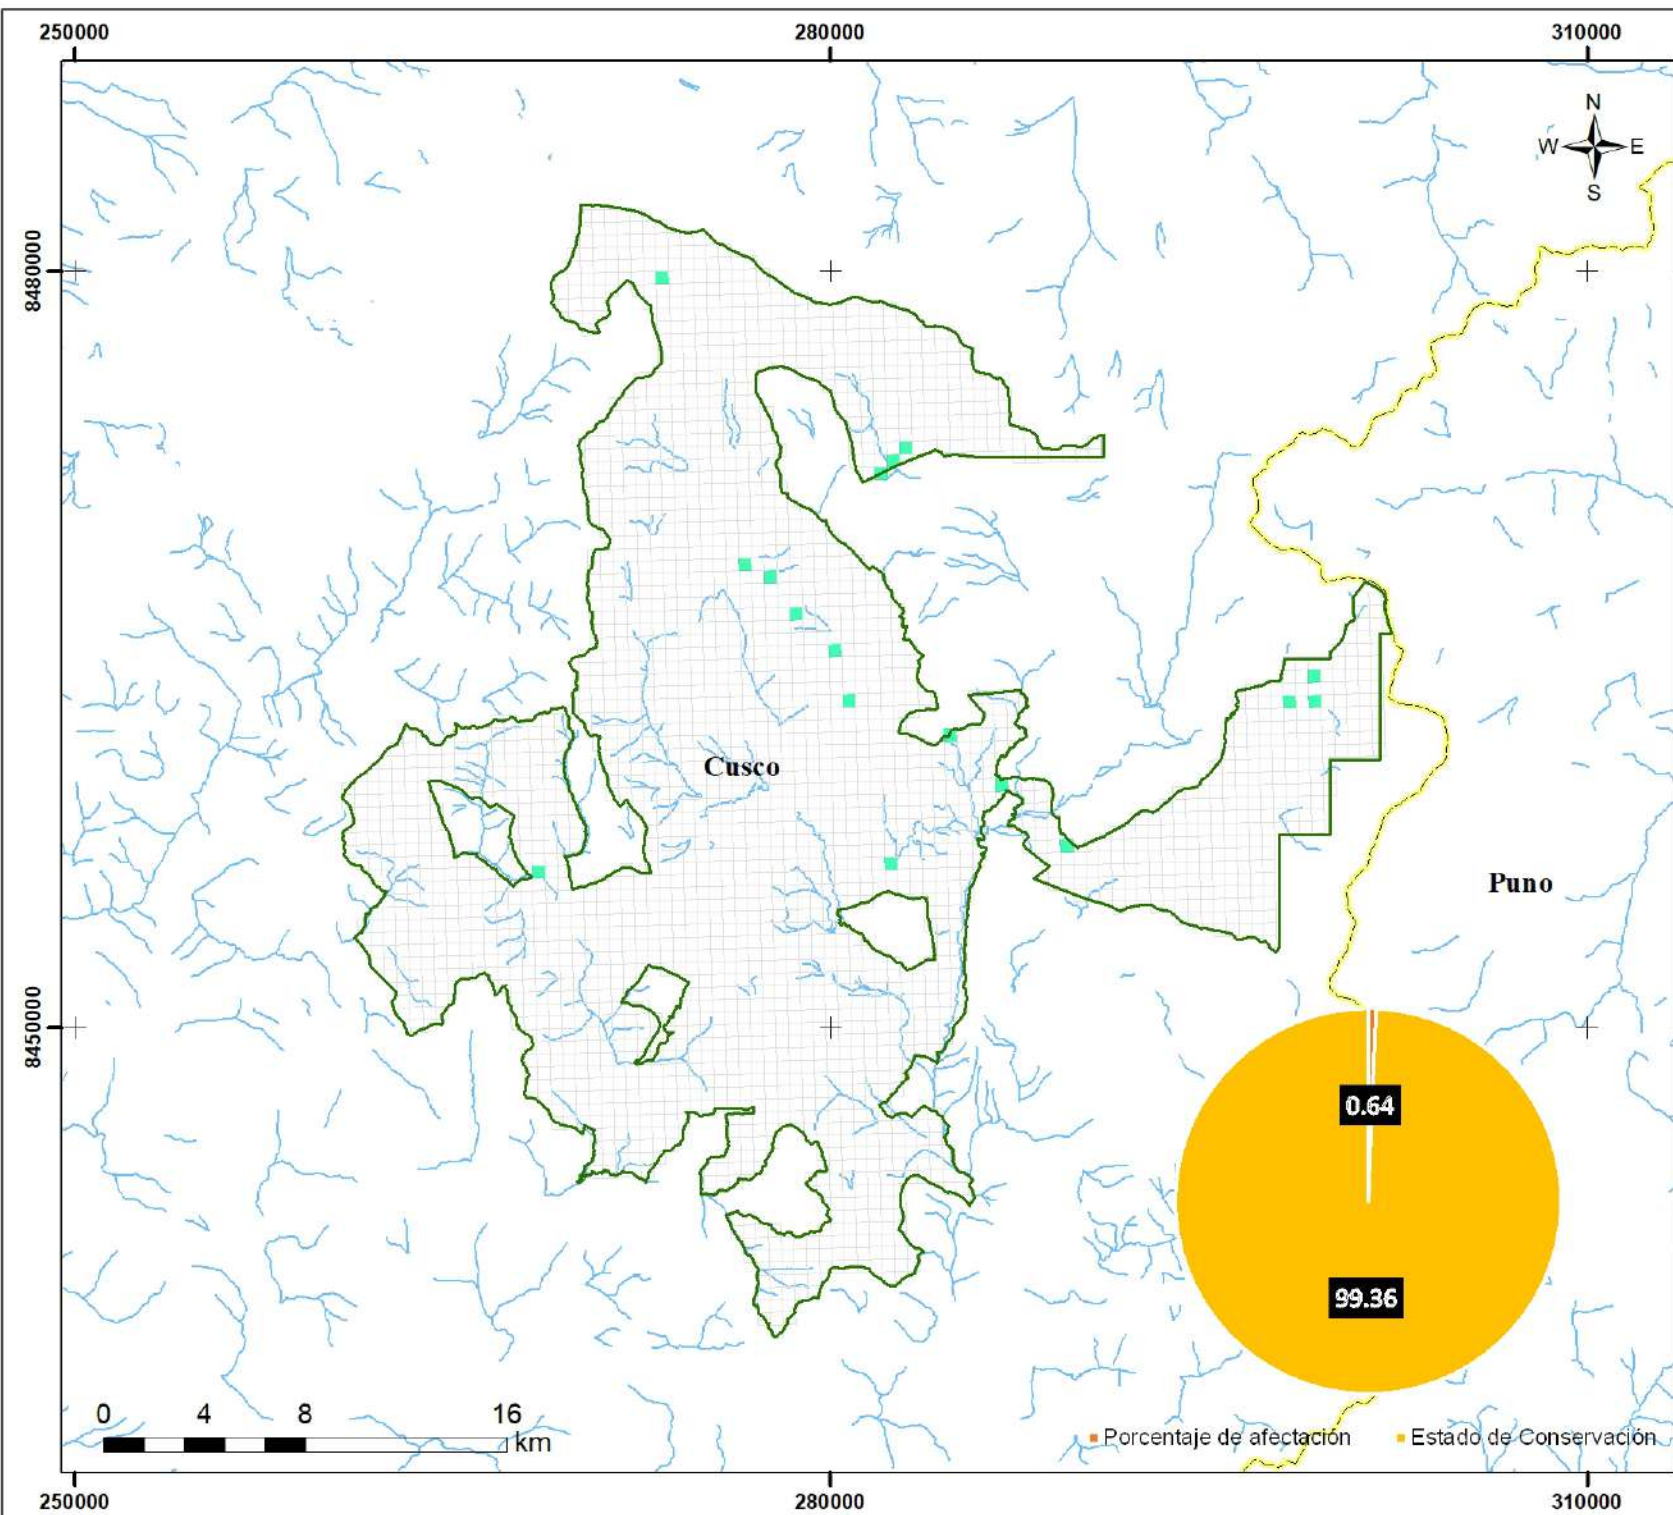 250000 280000 310000
N
W E
S
8480000
Cusco
Puno
8450000
0.64
99.36
0 4 8 16
km
Porcentaje de afectación Estado de Conservación
250000 280000 310000